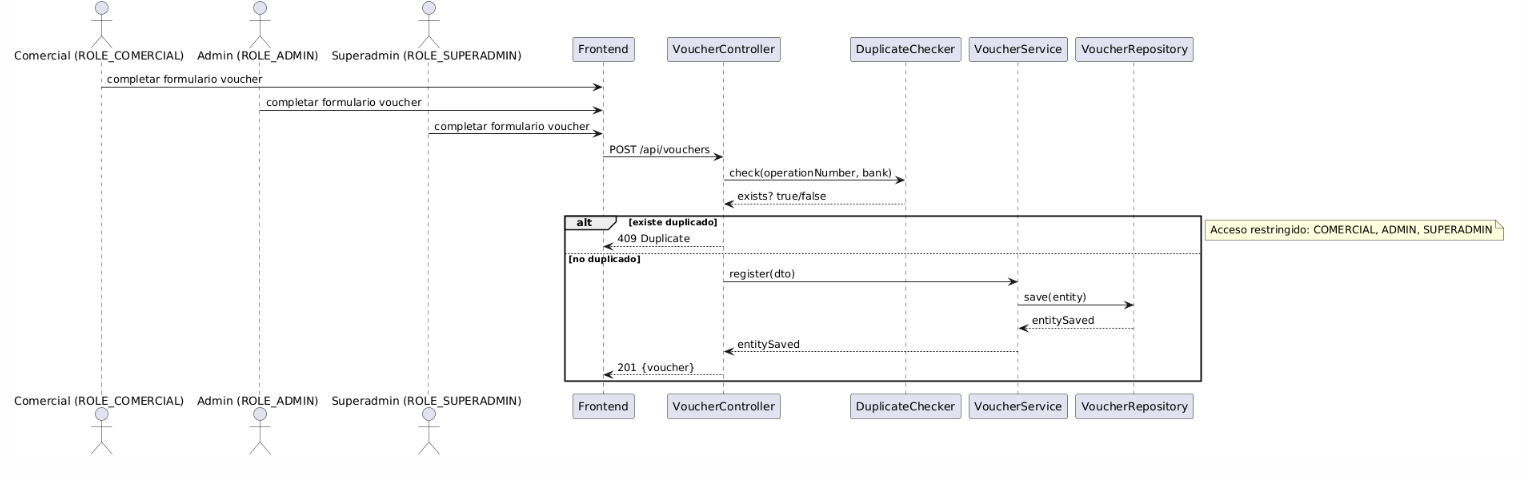 Comercial (ROLE_COMERCIAL) Admin (ROLE_ADMIN) Superadmin (ROLE_SUPERADMIN) Frontend VoucherController DuplicateChecker VoucherService VoucherRepository
completar formulario voucher
completar formulario voucher
completar formulario voucher
POST /api/vouchers
check(operationNumber, bank)
exists? true/false
alt [existe duplicado]
Acceso restringido: COMERCIAL, ADMIN, SUPERADMIN
409 Duplicate
[no duplicado]
register(dto)
save(entity)
entitySaved
entitySaved
201 {voucher}
Comercial (ROLE_COMERCIAL) Admin (ROLE_ADMIN) Superadmin (ROLE_SUPERADMIN) Frontend VoucherController DuplicateChecker VoucherService VoucherRepository